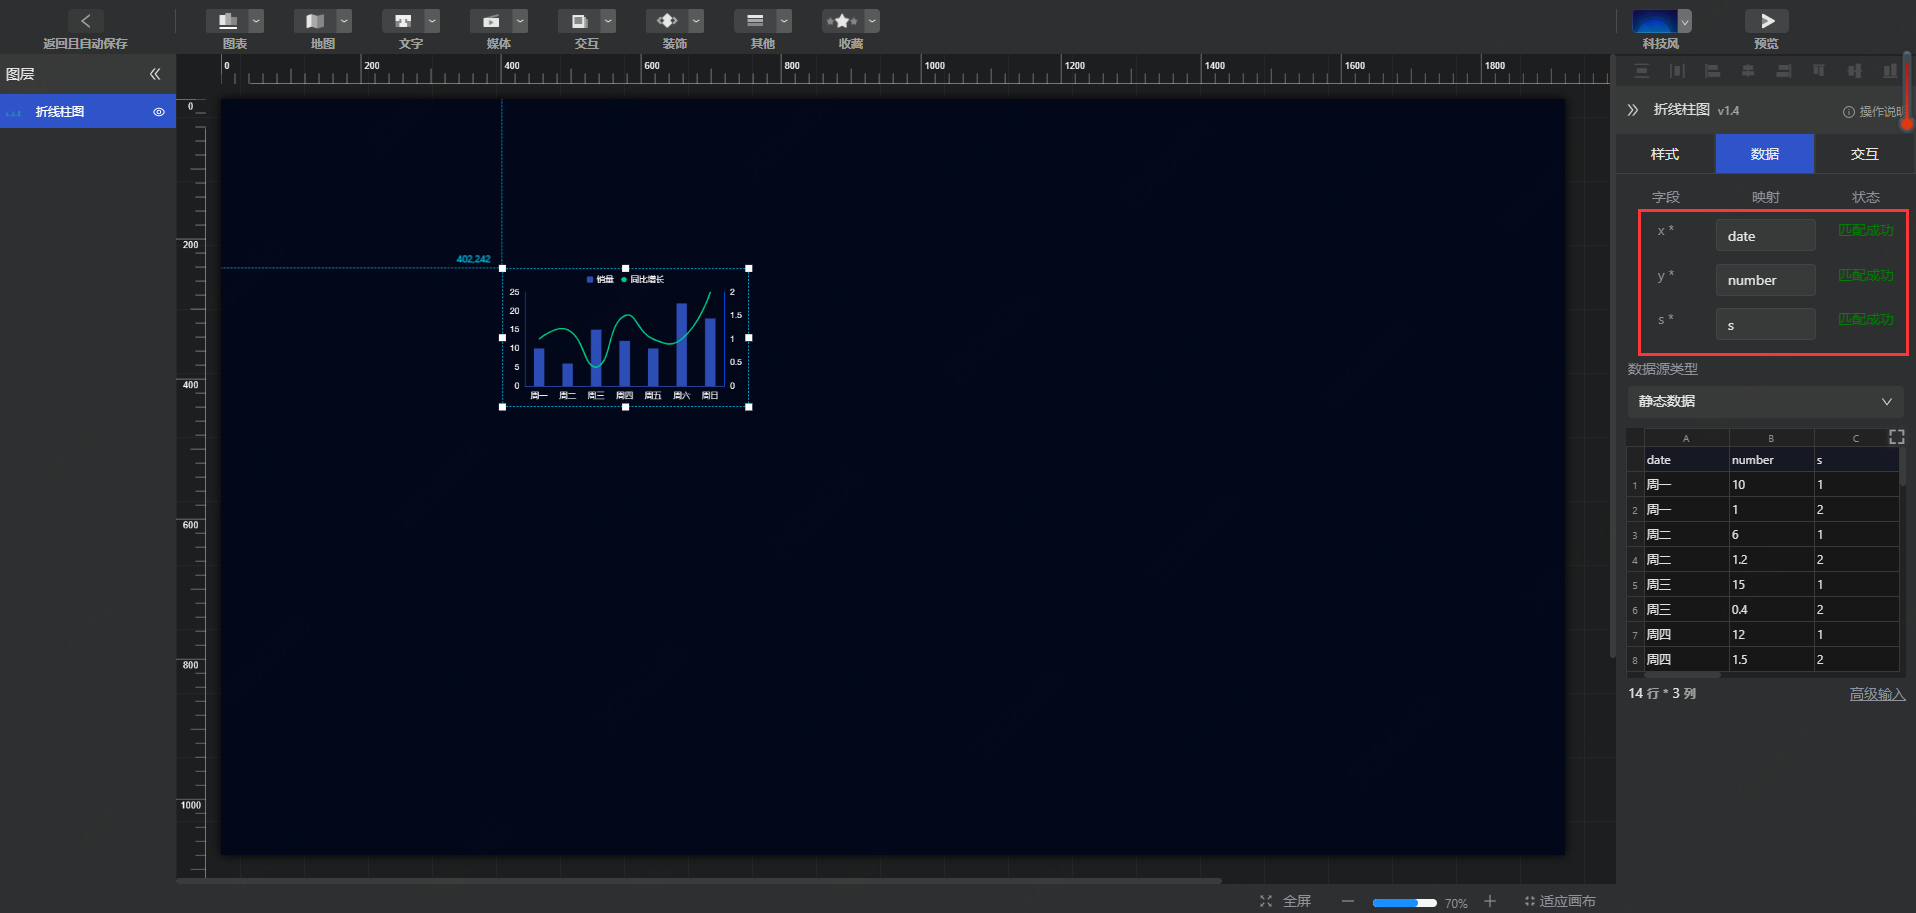 返回且自动保存
图表
地图
文字
媒体
交互
装饰
其他
收藏
科技风
预览
图层
折线柱图
0 200 400 600 800 1000 1200 1400 1600 1800
0
200
400
600
800
1000
402,242
销量 同比增长
25
20
15
10
5
0
2
1.5
1
0.5
0
周一 周二 周三 周四 周五 周六 周日
折线柱图 v1.4
操作说明
样式 数据 交互
字段 映射 状态
x * date 匹配成功
y * number 匹配成功
s * s 匹配成功
数据源类型
静态数据
A B C
date number s
1 周一 10 1
2 周一 1 2
3 周二 6 1
4 周二 1.2 2
5 周三 15 1
6 周三 0.4 2
7 周四 12 1
8 周四 1.5 2
14 行 * 3 列
高级输入
全屏
70%
适应画布